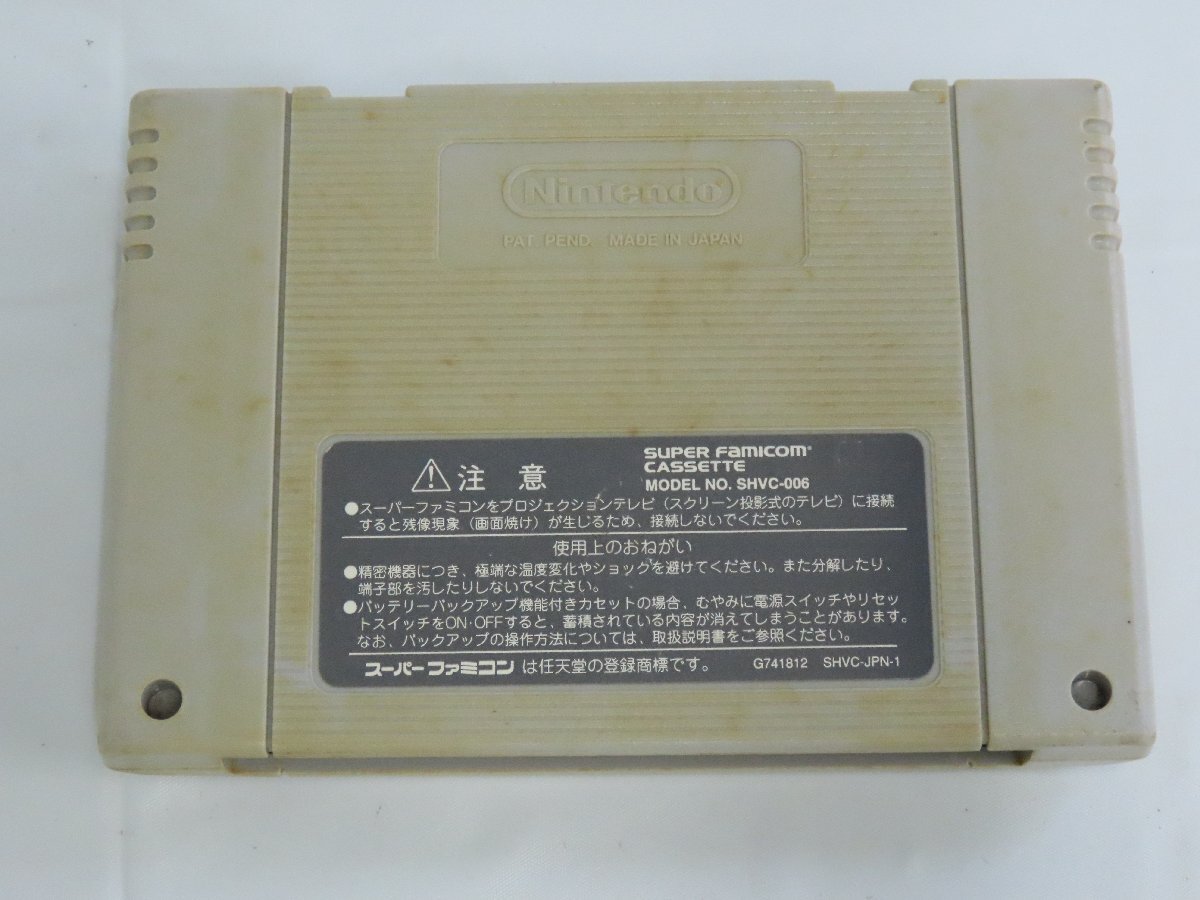 Nintendo
PAT. PEND. MADE IN JAPAN
注意
SUPER FAMICOM
CASSETTE
MODEL NO. SHVC-006
●スーパーファミコンをプロジェクションテレビ（スクリーン投影式のテレビ）に接続
すると残像現象（画面焼け）が生じるため、接続しないでください。
使用上のおねがい
●精密機器につき、極端な温度変化やショックを避けてください。また分解したり、
端子部を汚したりしないでください。
●バッテリーバックアップ機能付きカセットの場合、むやみに電源スイッチやリセッ
トスイッチをON・OFFすると、蓄積されている内容が消えてしまうことがあります。
なお、バックアップの操作方法については、取扱説明書をご参照ください。
スーパーファミコン は任天堂の登録商標です。 G741812 SHVC-JPN-1